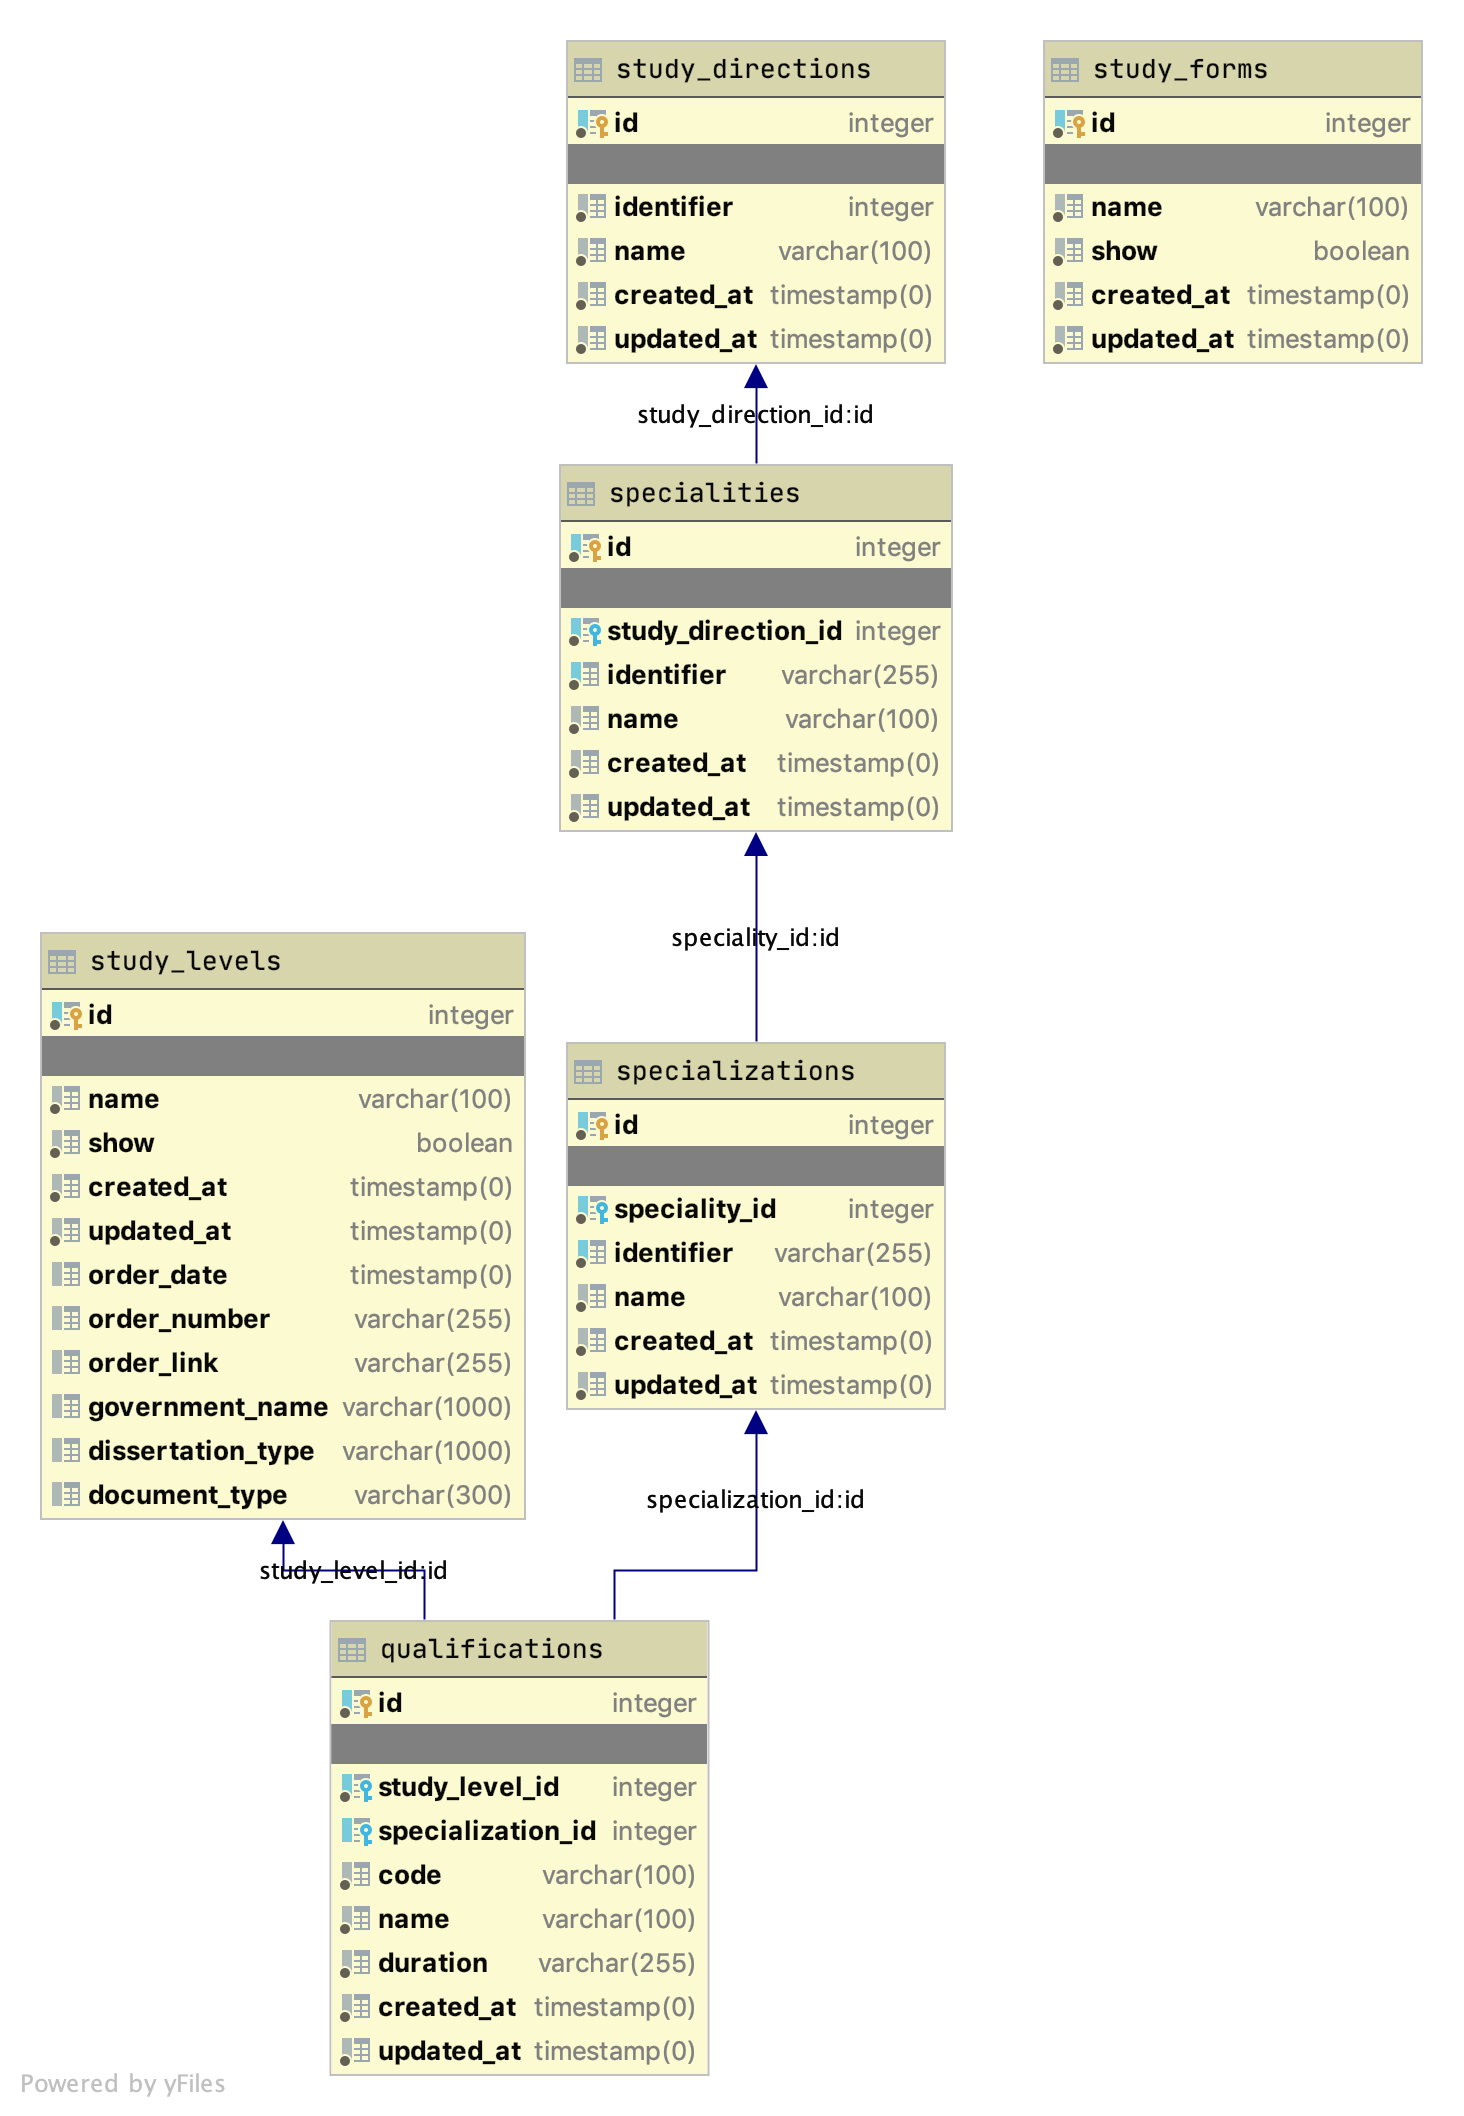 study_directions
id integer
identifier integer
name varchar(100)
created_at timestamp(0)
updated_at timestamp(0)
study_forms
id integer
name varchar(100)
show boolean
created_at timestamp(0)
updated_at timestamp(0)
study_direction_id:id
specialities
id integer
study_direction_id integer
identifier varchar(255)
name varchar(100)
created_at timestamp(0)
updated_at timestamp(0)
speciality_id:id
study_levels
id integer
name varchar(100)
show boolean
created_at timestamp(0)
updated_at timestamp(0)
order_date timestamp(0)
order_number varchar(255)
order_link varchar(255)
government_name varchar(1000)
dissertation_type varchar(1000)
document_type varchar(300)
specializations
id integer
speciality_id integer
identifier varchar(255)
name varchar(100)
created_at timestamp(0)
updated_at timestamp(0)
specialization_id:id
study_level_id:id
qualifications
id integer
study_level_id integer
specialization_id integer
code varchar(100)
name varchar(100)
duration varchar(255)
created_at timestamp(0)
updated_at timestamp(0)
Powered by yFiles